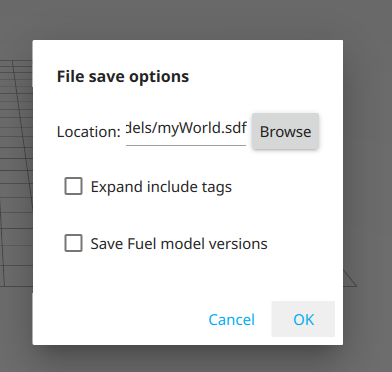 File save options
Location: dels/myWorld.sdf Browse
Expand include tags
Save Fuel model versions
Cancel OK